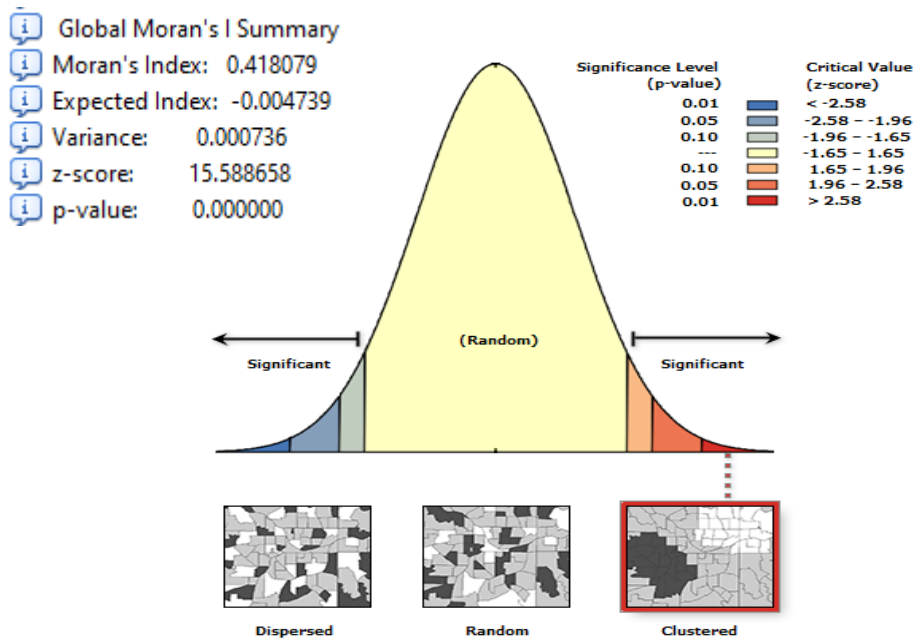 Global Moran's I Summary
Moran's Index: 0.418079
Expected Index: -0.004739
Variance: 0.000736
z-score: 15.588658
p-value: 0.000000
Significance Level Critical Value
(p-value) (z-score)
0.01 < -2.58
0.05 -2.58 – -1.96
0.10 -1.96 – -1.65
--- -1.65 – 1.65
0.10 1.65 – 1.96
0.05 1.96 – 2.58
0.01 > 2.58
(Random)
Significant Significant
Dispersed Random Clustered